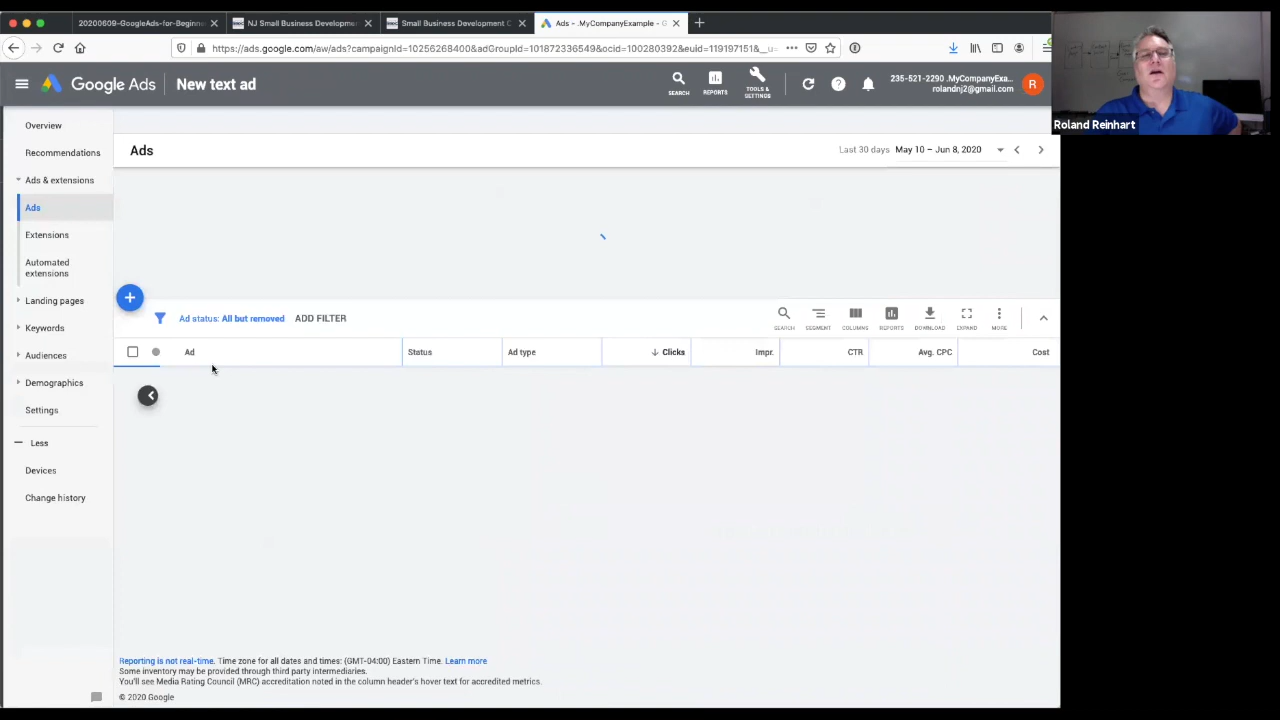 20200609-GoogleAds-for-Beginne
NJ Small Business Developmen
Small Business Development C
Ads - .MyCompanyExample - G
https://ads.google.com/aw/ads?campaignId=10256268400&adGroupId=101872336549&ocid=100280392&euid=119197151&__u=
Google Ads
New text ad
SEARCH
REPORTS
TOOLS & SETTINGS
235-521-2290 .MyCompanyExa...
rolandnj2@gmail.com
R
Roland Reinhart
Overview
Recommendations
Ads & extensions
Ads
Extensions
Automated
extensions
Landing pages
Keywords
Audiences
Demographics
Settings
Less
Devices
Change history
Ads
Last 30 days May 10 – Jun 8, 2020
Ad status: All but removed ADD FILTER
SEARCH
SEGMENT
COLUMNS
REPORTS
DOWNLOAD
EXPAND
MORE
Ad
Status
Ad type
Clicks
Impr.
CTR
Avg. CPC
Cost
Reporting is not real-time. Time zone for all dates and times: (GMT-04:00) Eastern Time. Learn more
Some inventory may be provided through third party intermediaries.
You'll see Media Rating Council (MRC) accreditation noted in the column header's hover text for accredited metrics.
© 2020 Google